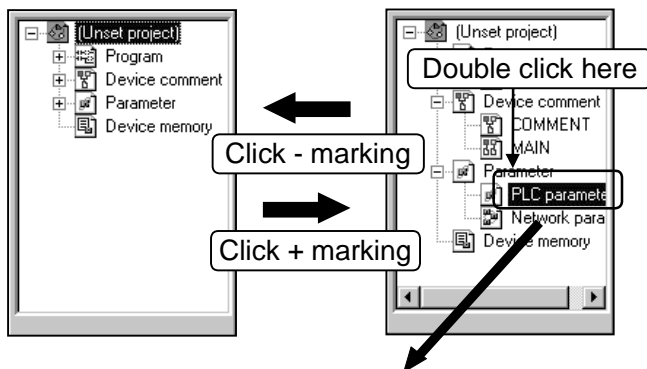 (Unset project)
Program
Device comment
Parameter
Device memory
Click - marking
Click + marking
(Unset project)
Double click here
Device comment
COMMENT
MAIN
Parameter
PLC paramete
Network para
Device memory